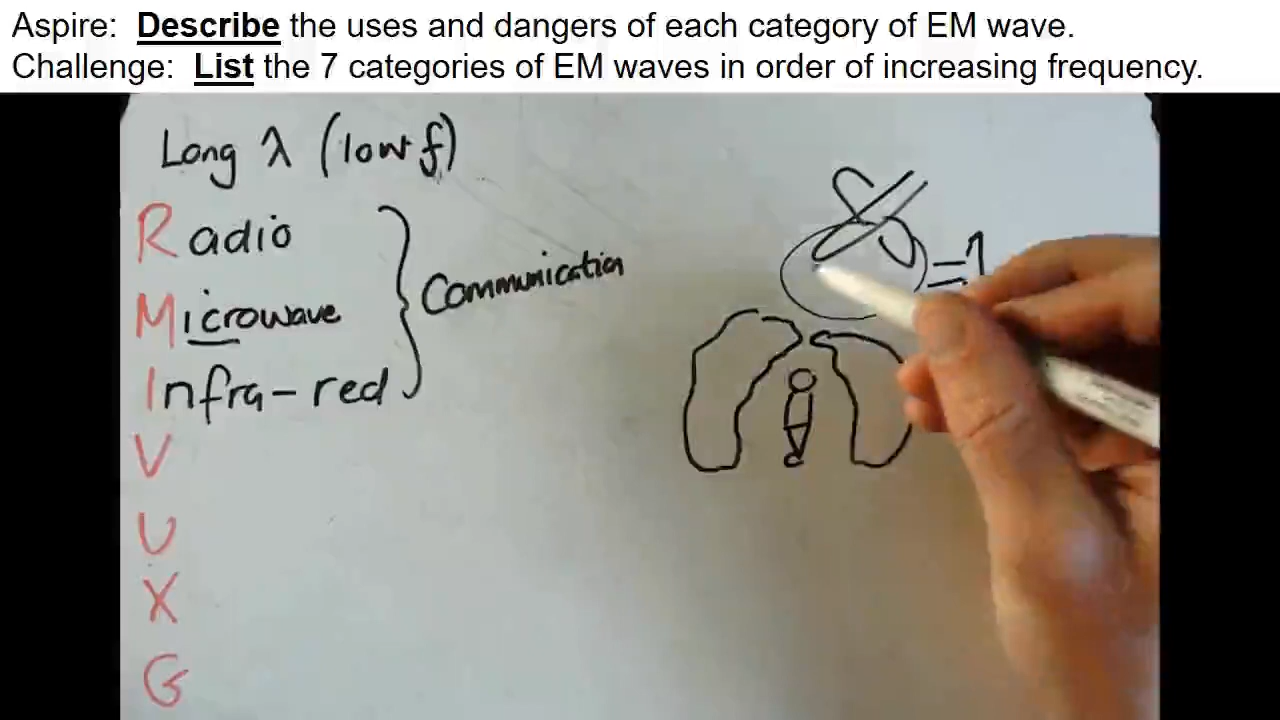 Aspire: Describe the uses and dangers of each category of EM wave.
Challenge: List the 7 categories of EM waves in order of increasing frequency.
Long λ (low f)
Radio
Microwave
Infra-red
Communication
V
U
X
G